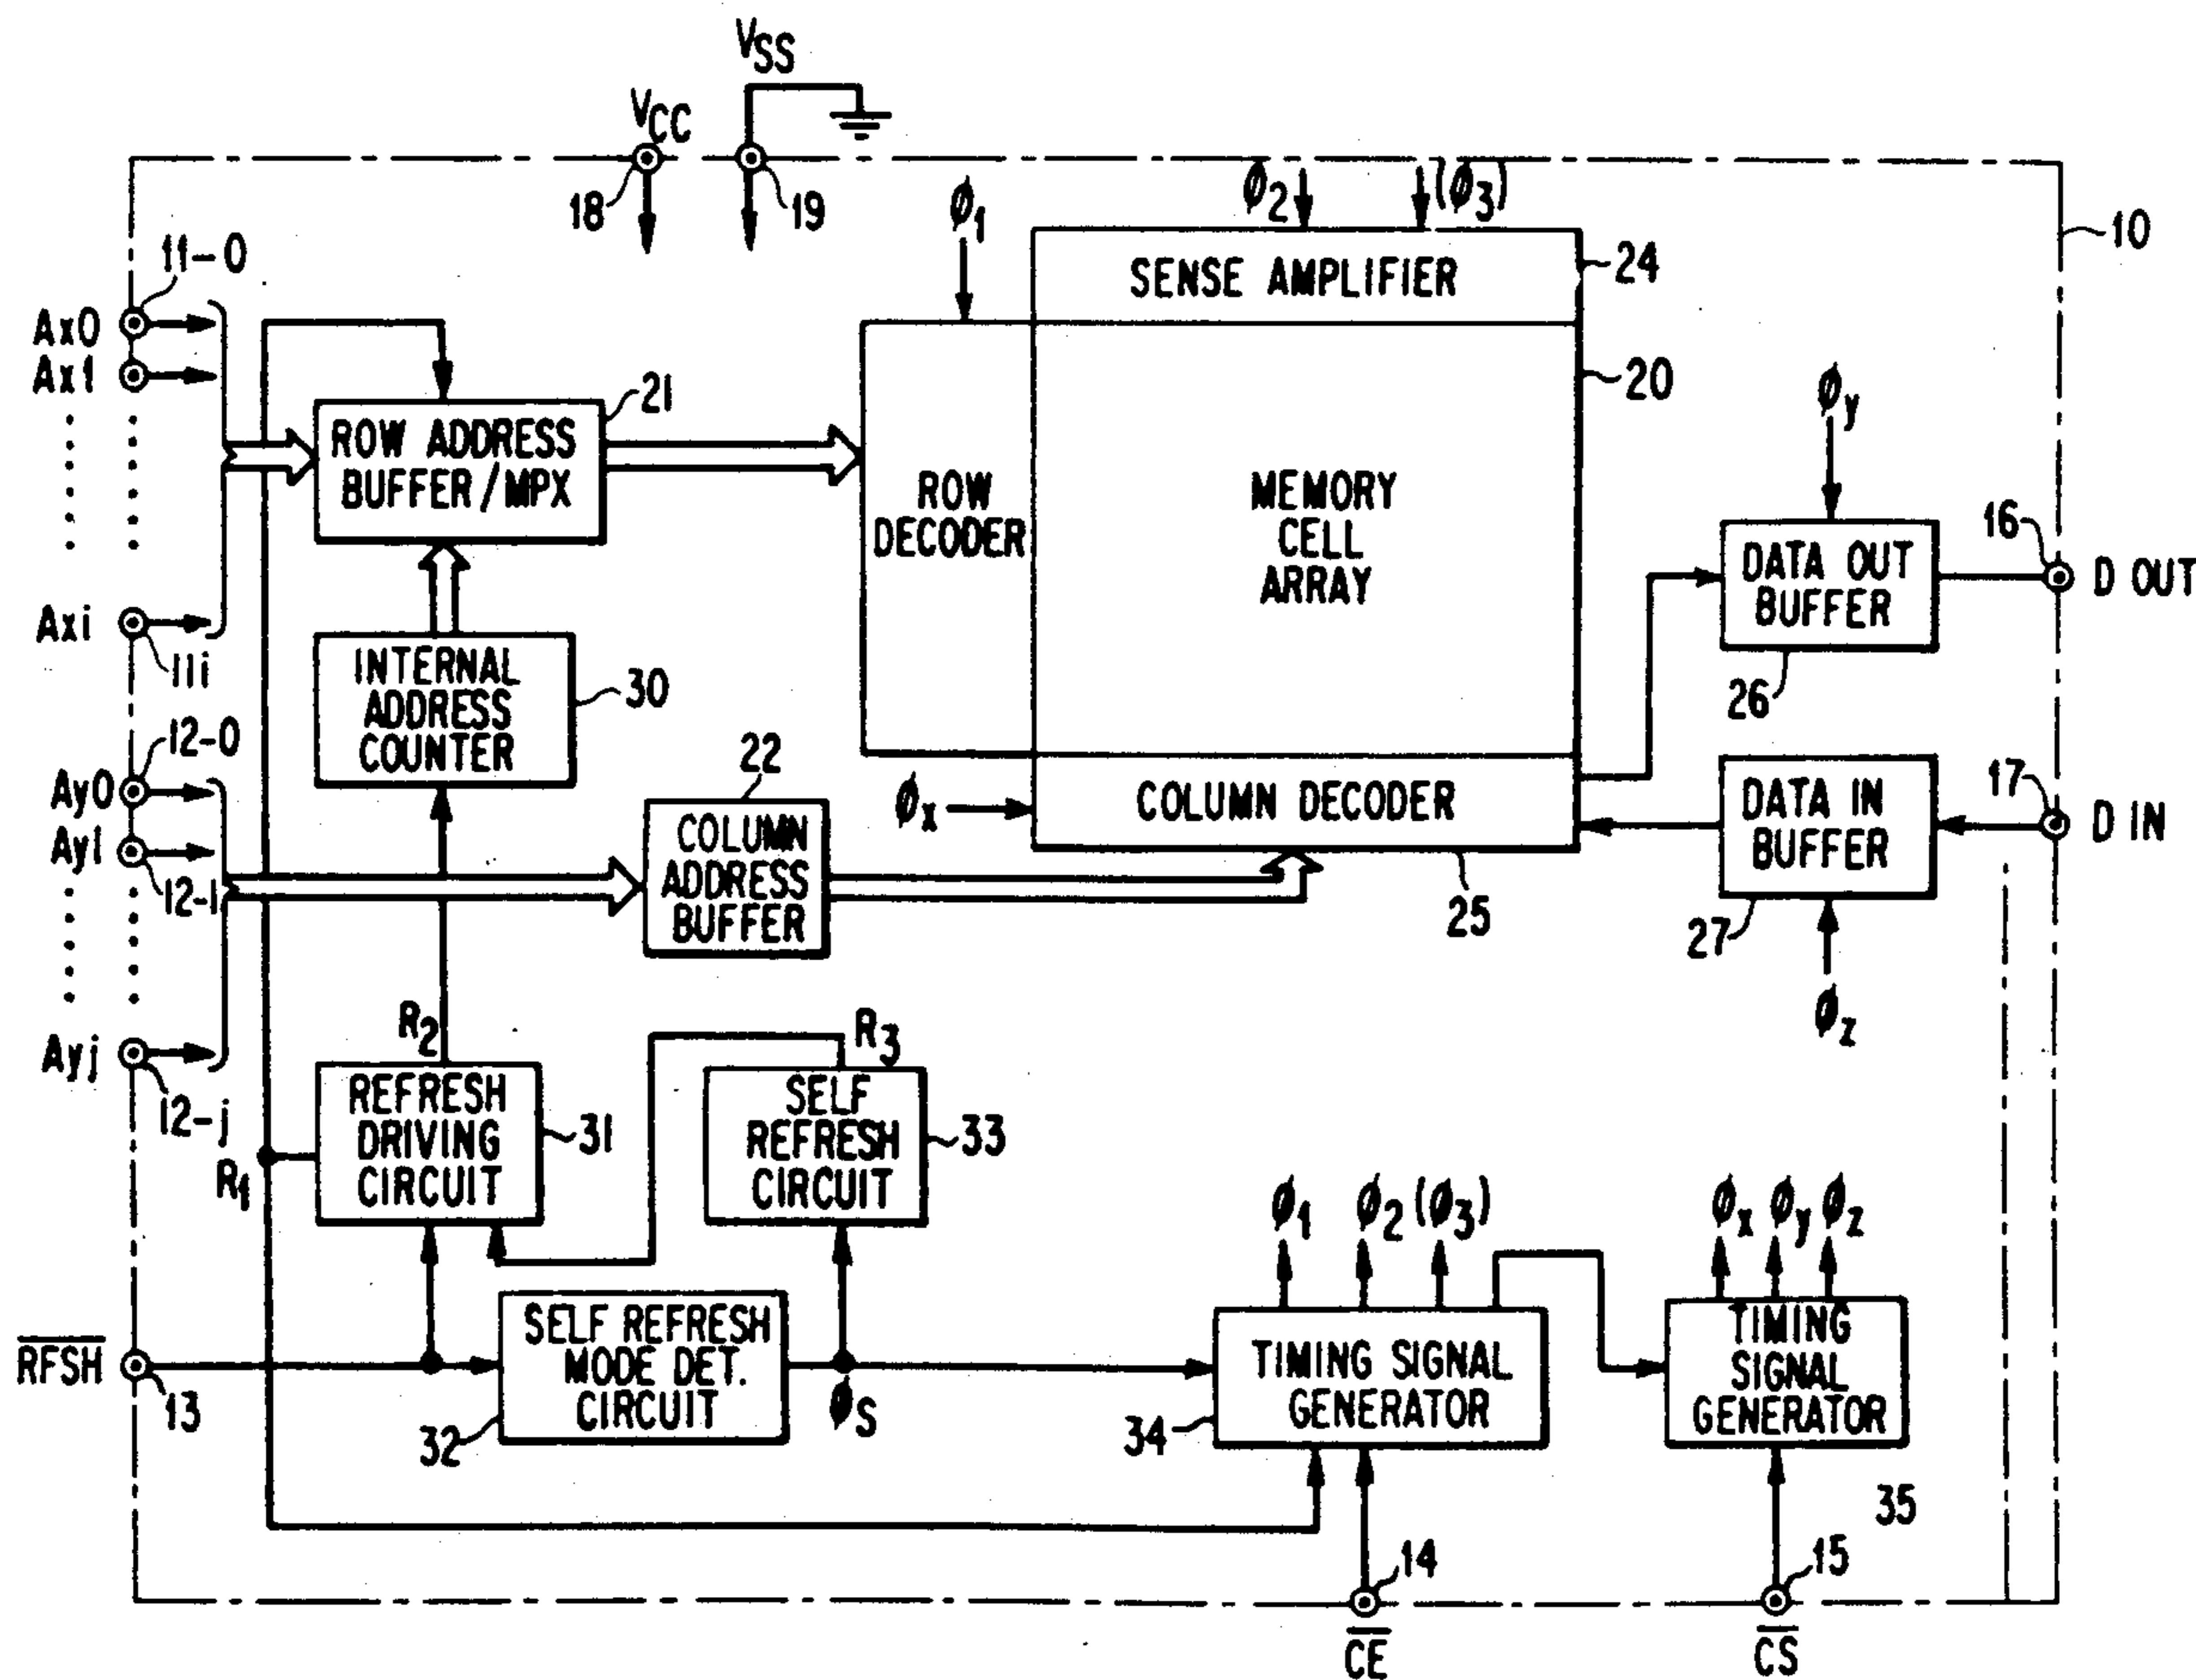 VSS
VCC
18
19
ϕ1
ϕ2
(ϕ3)
10
11-0
Ax0
Ax1
Axi
11i
21
ROW ADDRESS
BUFFER/MPX
SENSE AMPLIFIER
24
20
ROW
DECODER
MEMORY
CELL
ARRAY
ϕy
16
D OUT
DATA OUT
BUFFER
26
INTERNAL
ADDRESS
COUNTER
30
12-0
Ay0
Ay1
12-1
Ayj
12-j
22
COLUMN
ADDRESS
BUFFER
ϕx
COLUMN DECODER
25
17
D IN
DATA IN
BUFFER
27
ϕz
R2
R3
REFRESH
DRIVING
CIRCUIT
31
R1
SELF
REFRESH
CIRCUIT
33
ϕ1
ϕ2
(ϕ3)
ϕx
ϕy
ϕz
R̅F̅S̅H̅
13
SELF REFRESH
MODE DET.
CIRCUIT
32
ϕS
TIMING SIGNAL
GENERATOR
34
TIMING
SIGNAL
GENERATOR
35
14
C̅E̅
15
C̅S̅